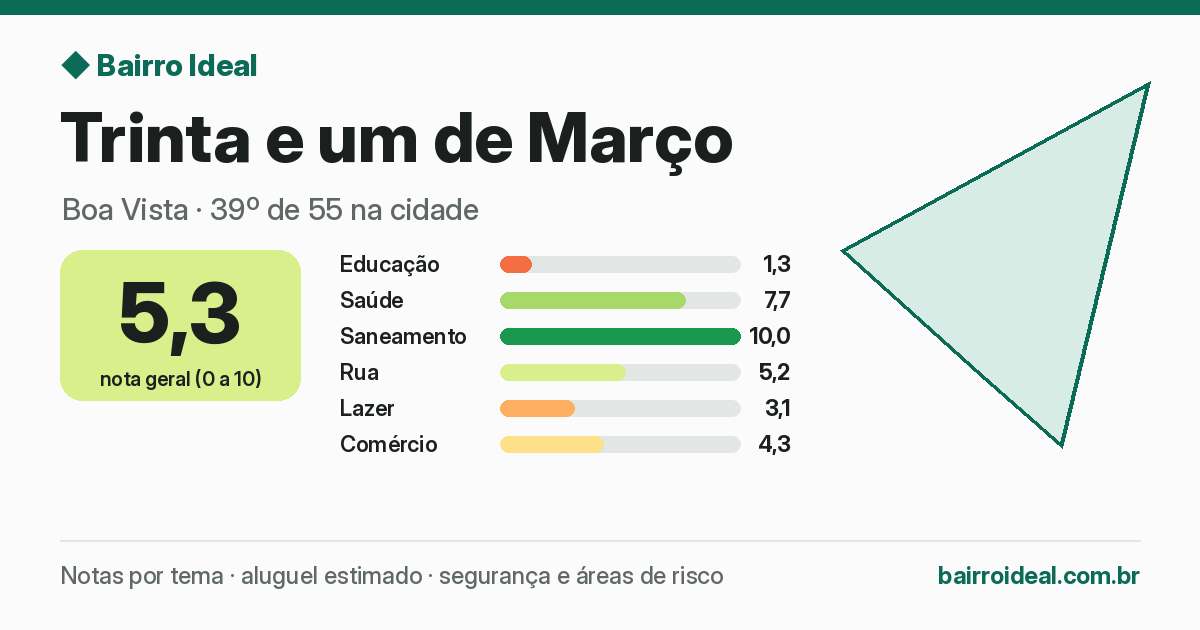 Bairro Ideal
Trinta e um de Março
Boa Vista · 39º de 55 na cidade
5,3
nota geral (0 a 10)
Educação 1,3
Saúde 7,7
Saneamento 10,0
Rua 5,2
Lazer 3,1
Comércio 4,3
Notas por tema · aluguel estimado · segurança e áreas de risco
bairroideal.com.br